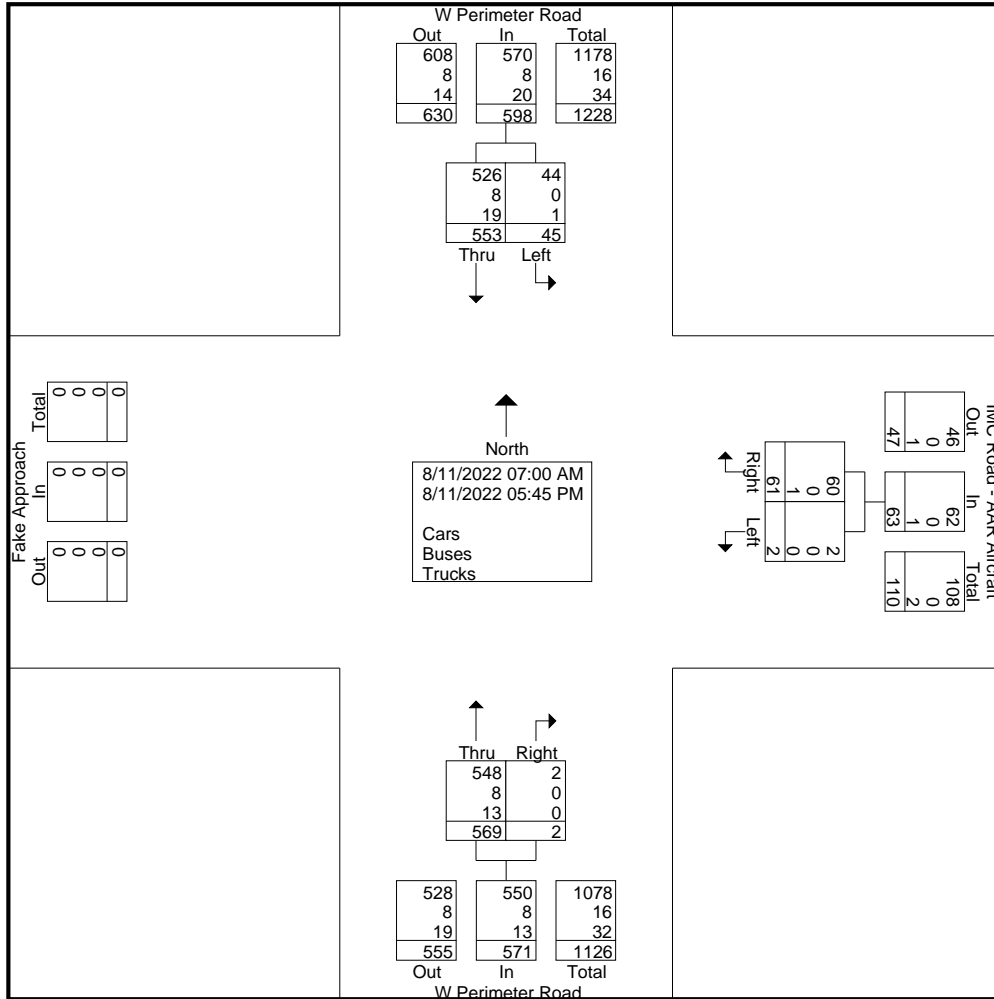 W Perimeter Road
Out In Total
608 570 1178
8 8 16
14 20 34
630 598 1228
526 44
8 0
19 1
553 45
Thru Left
Fake Approach
Total In Out
0 0 0
0 0 0
0 0 0
0 0 0
North
8/11/2022 07:00 AM
8/11/2022 05:45 PM
Cars
Buses
Trucks
Right Left
60 2
0 0
1 0
61 2
IMC Road - AAR Aircraft
Out In Total
46 62 108
0 0 0
1 1 2
47 63 110
Thru Right
548 2
8 0
13 0
569 2
528 550 1078
8 8 16
19 13 32
555 571 1126
Out In Total
W Perimeter Road